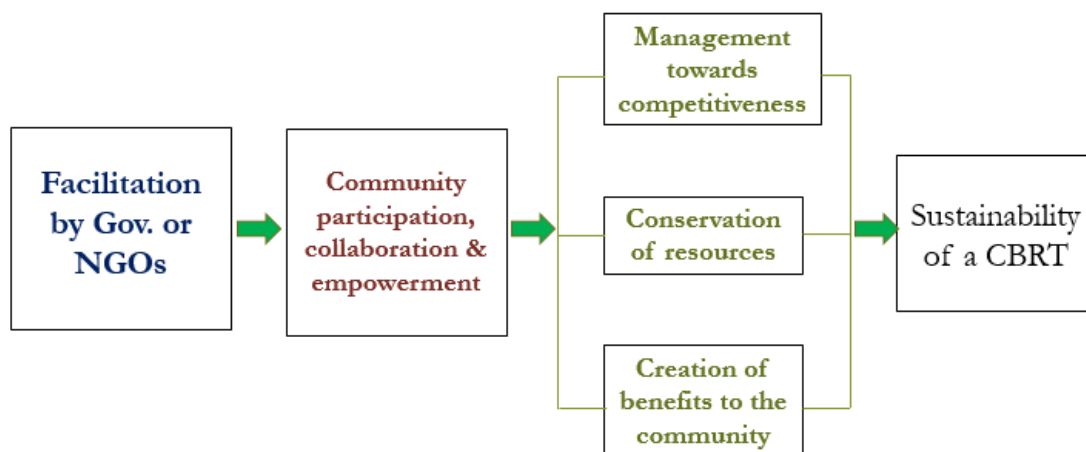 Facilitation
by Gov. or
NGOs
Community
participation,
collaboration &
empowerment
Management
towards
competitiveness
Conservation
of resources
Creation of
benefits to the
community
Sustainability
of a CBRT